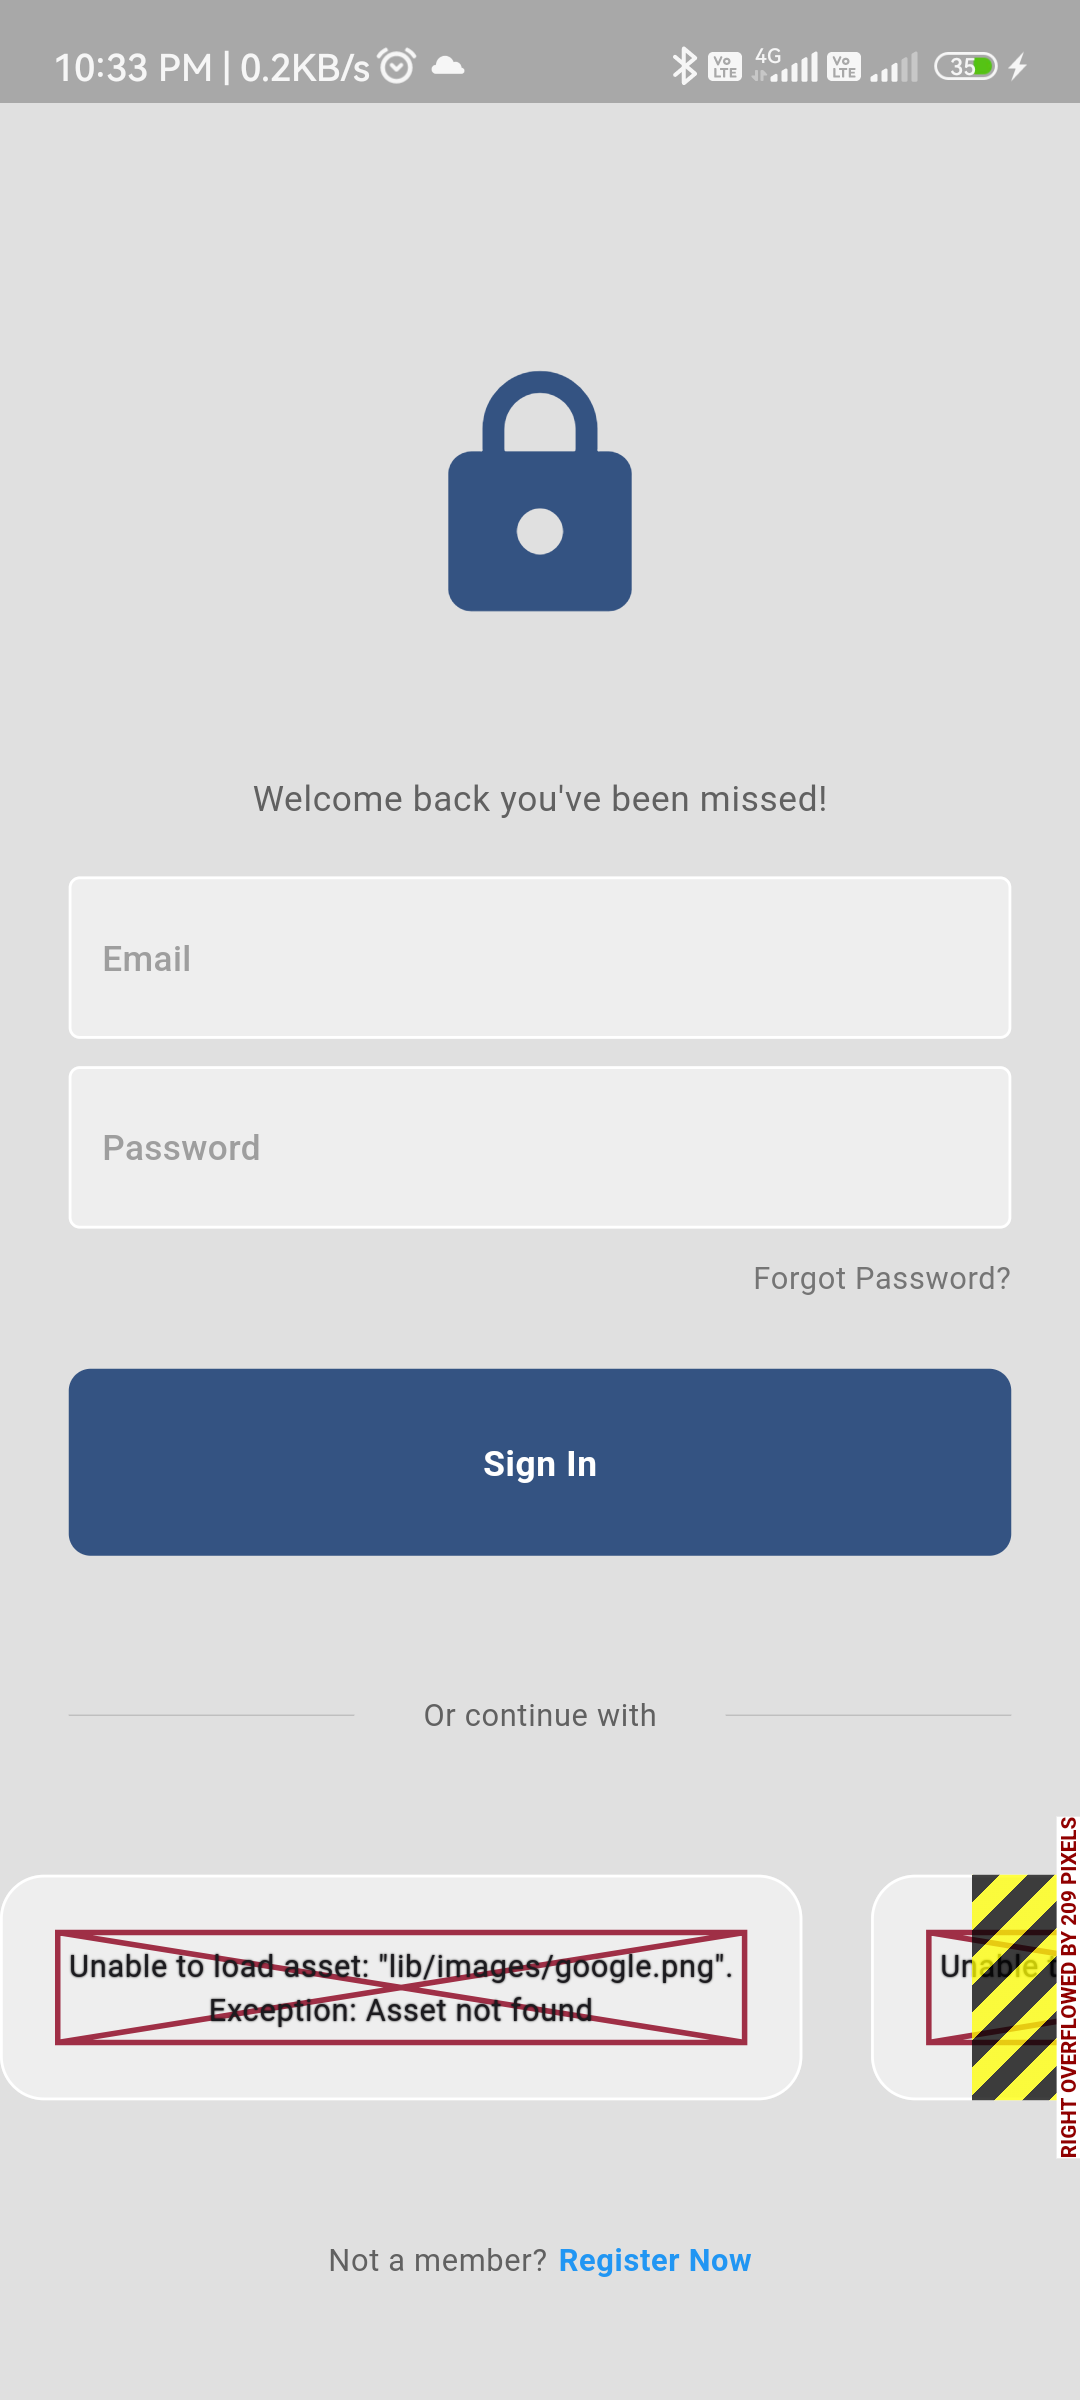 10:33 PM | 0.2KB/s
Vo LTE 4G Vo LTE 35
Welcome back you've been missed!
Email
Password
Forgot Password?
Sign In
Or continue with
Unable to load asset: "lib/images/google.png".
Exception: Asset not found
Unable t
RIGHT OVERFLOWED BY 209 PIXELS
Not a member? Register Now